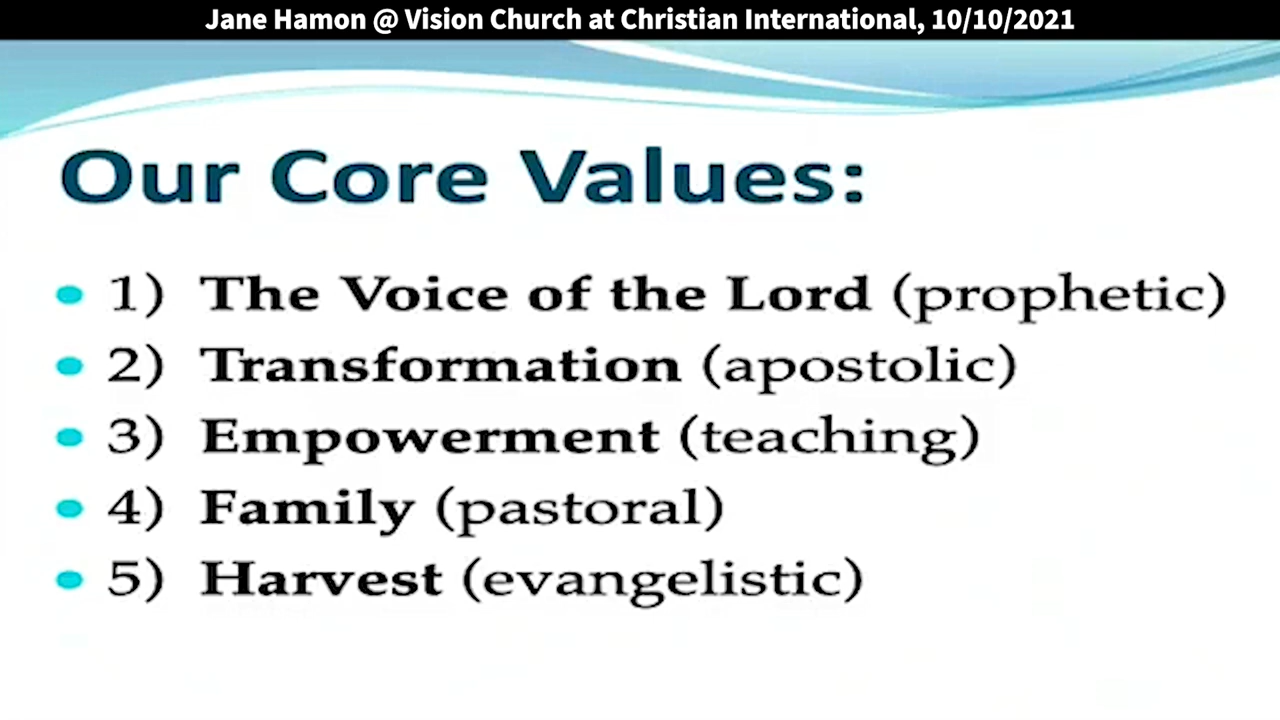 Jane Hamon @ Vision Church at Christian International, 10/10/2021
Our Core Values:
• 1) The Voice of the Lord (prophetic)
• 2) Transformation (apostolic)
• 3) Empowerment (teaching)
• 4) Family (pastoral)
• 5) Harvest (evangelistic)